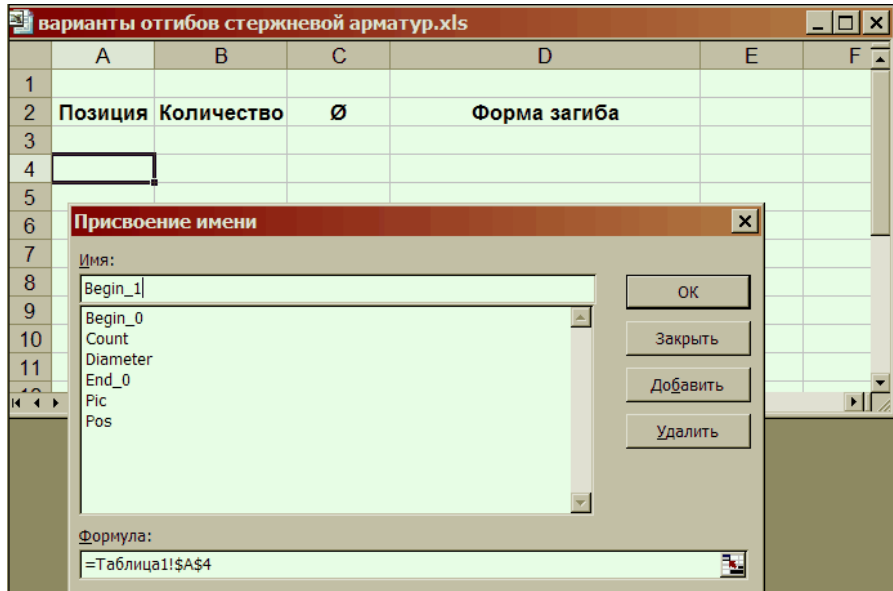 варианты отгибов стержневой арматур.xls
A B C D E F
1
2 Позиция Количество Ø Форма загиба
3
4
5
6
7
8
9
10
11
Присвоение имени
Имя:
Begin_1
Begin_0
Count
Diameter
End_0
Pic
Pos
OK
Закрыть
Добавить
Удалить
Формула:
=Таблица1!$A$4